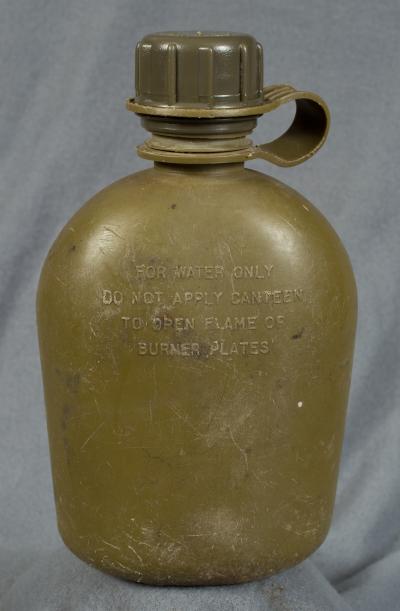 FOR WATER ONLY
DO NOT APPLY CANTEEN
TO OPEN FLAME OR
BURNER PLATES